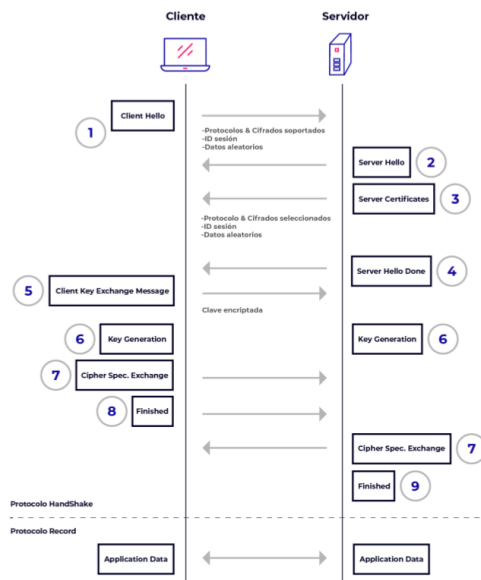 Cliente
Servidor
Client Hello
1
-Protocolos & Cifrados soportados
-ID sesión
-Datos aleatorios
Server Hello
2
Server Certificates
3
-Protocolo & Cifrados seleccionados
-ID sesión
-Datos aleatorios
Server Hello Done
4
5
Client Key Exchange Message
Clave encriptada
6
Key Generation
Key Generation
6
7
Cipher Spec. Exchange
8
Finished
Cipher Spec. Exchange
7
Finished
9
Protocolo HandShake
Protocolo Record
Application Data
Application Data